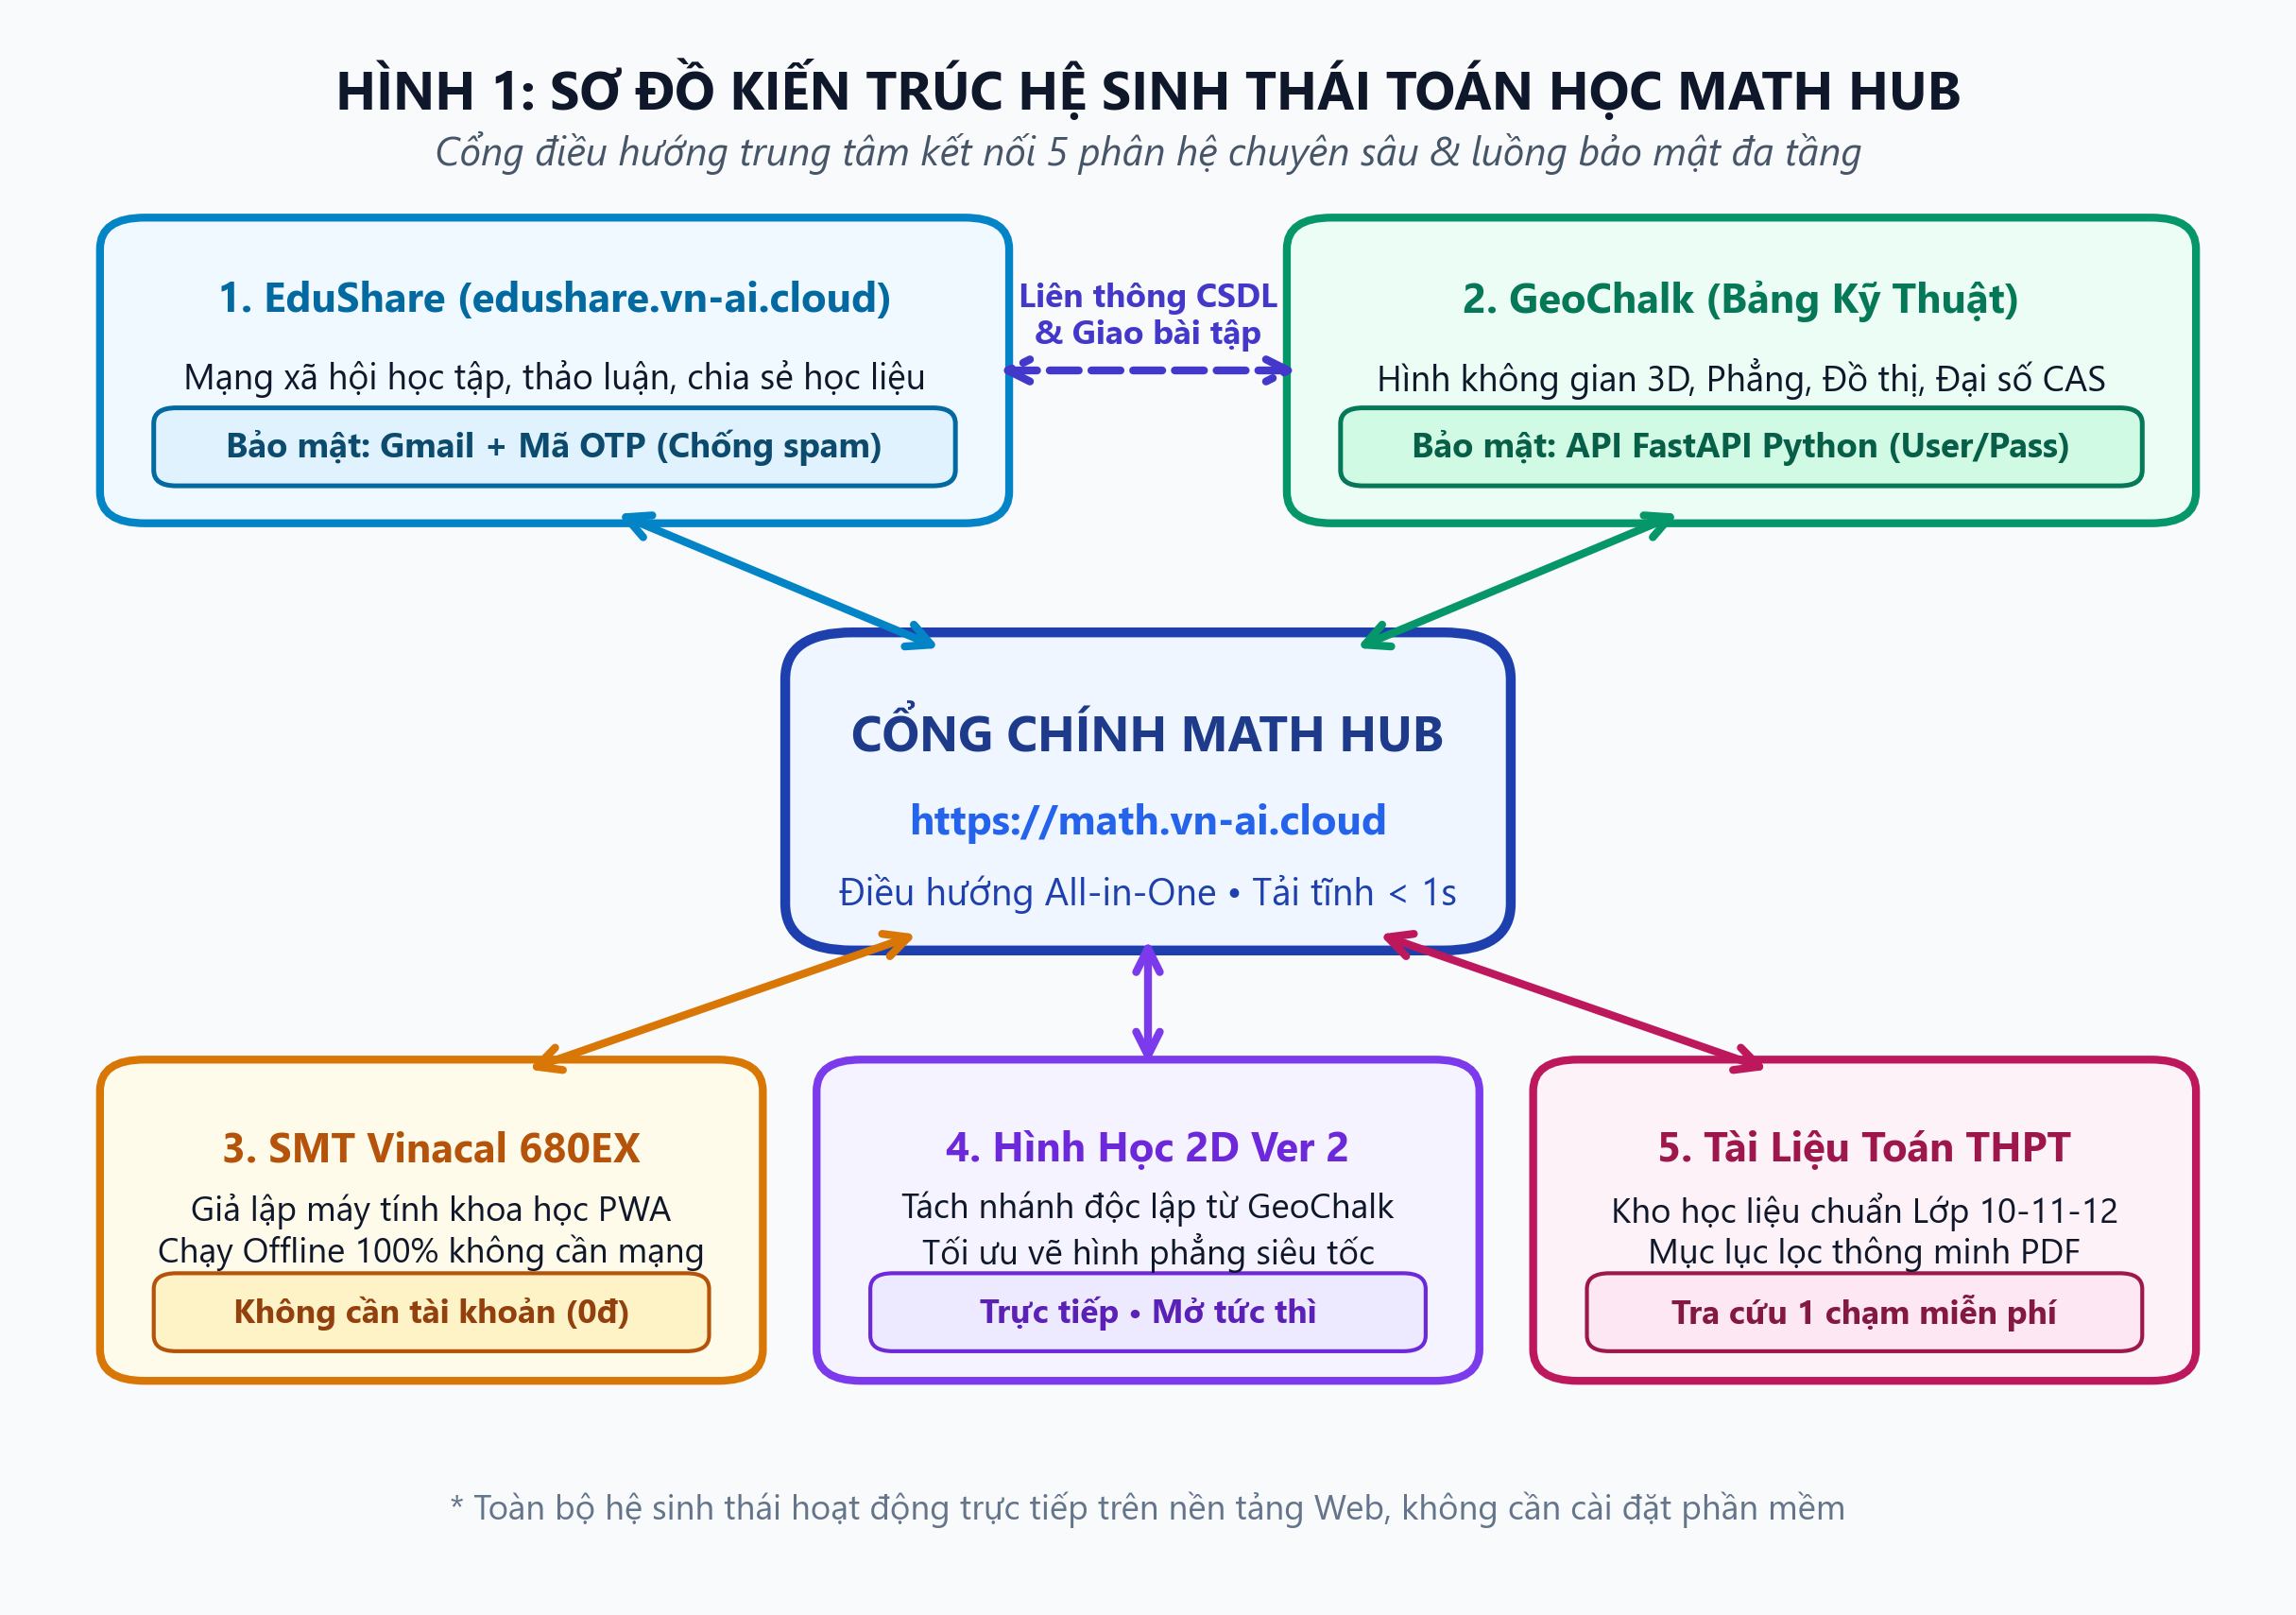 HÌNH 1: SƠ ĐỒ KIẾN TRÚC HỆ SINH THÁI TOÁN HỌC MATH HUB
Cổng điều hướng trung tâm kết nối 5 phân hệ chuyên sâu & luồng bảo mật đa tầng
1. EduShare (edushare.vn-ai.cloud)
Mạng xã hội học tập, thảo luận, chia sẻ học liệu
Bảo mật: Gmail + Mã OTP (Chống spam)
Liên thông CSDL
& Giao bài tập
2. GeoChalk (Bảng Kỹ Thuật)
Hình không gian 3D, Phẳng, Đồ thị, Đại số CAS
Bảo mật: API FastAPI Python (User/Pass)
CỔNG CHÍNH MATH HUB
https://math.vn-ai.cloud
Điều hướng All-in-One • Tải tĩnh < 1s
3. SMT Vinacal 680EX
Giả lập máy tính khoa học PWA
Chạy Offline 100% không cần mạng
Không cần tài khoản (0đ)
4. Hình Học 2D Ver 2
Tách nhánh độc lập từ GeoChalk
Tối ưu vẽ hình phẳng siêu tốc
Trực tiếp • Mở tức thì
5. Tài Liệu Toán THPT
Kho học liệu chuẩn Lớp 10-11-12
Mục lục lọc thông minh PDF
Tra cứu 1 chạm miễn phí
* Toàn bộ hệ sinh thái hoạt động trực tiếp trên nền tảng Web, không cần cài đặt phần mềm